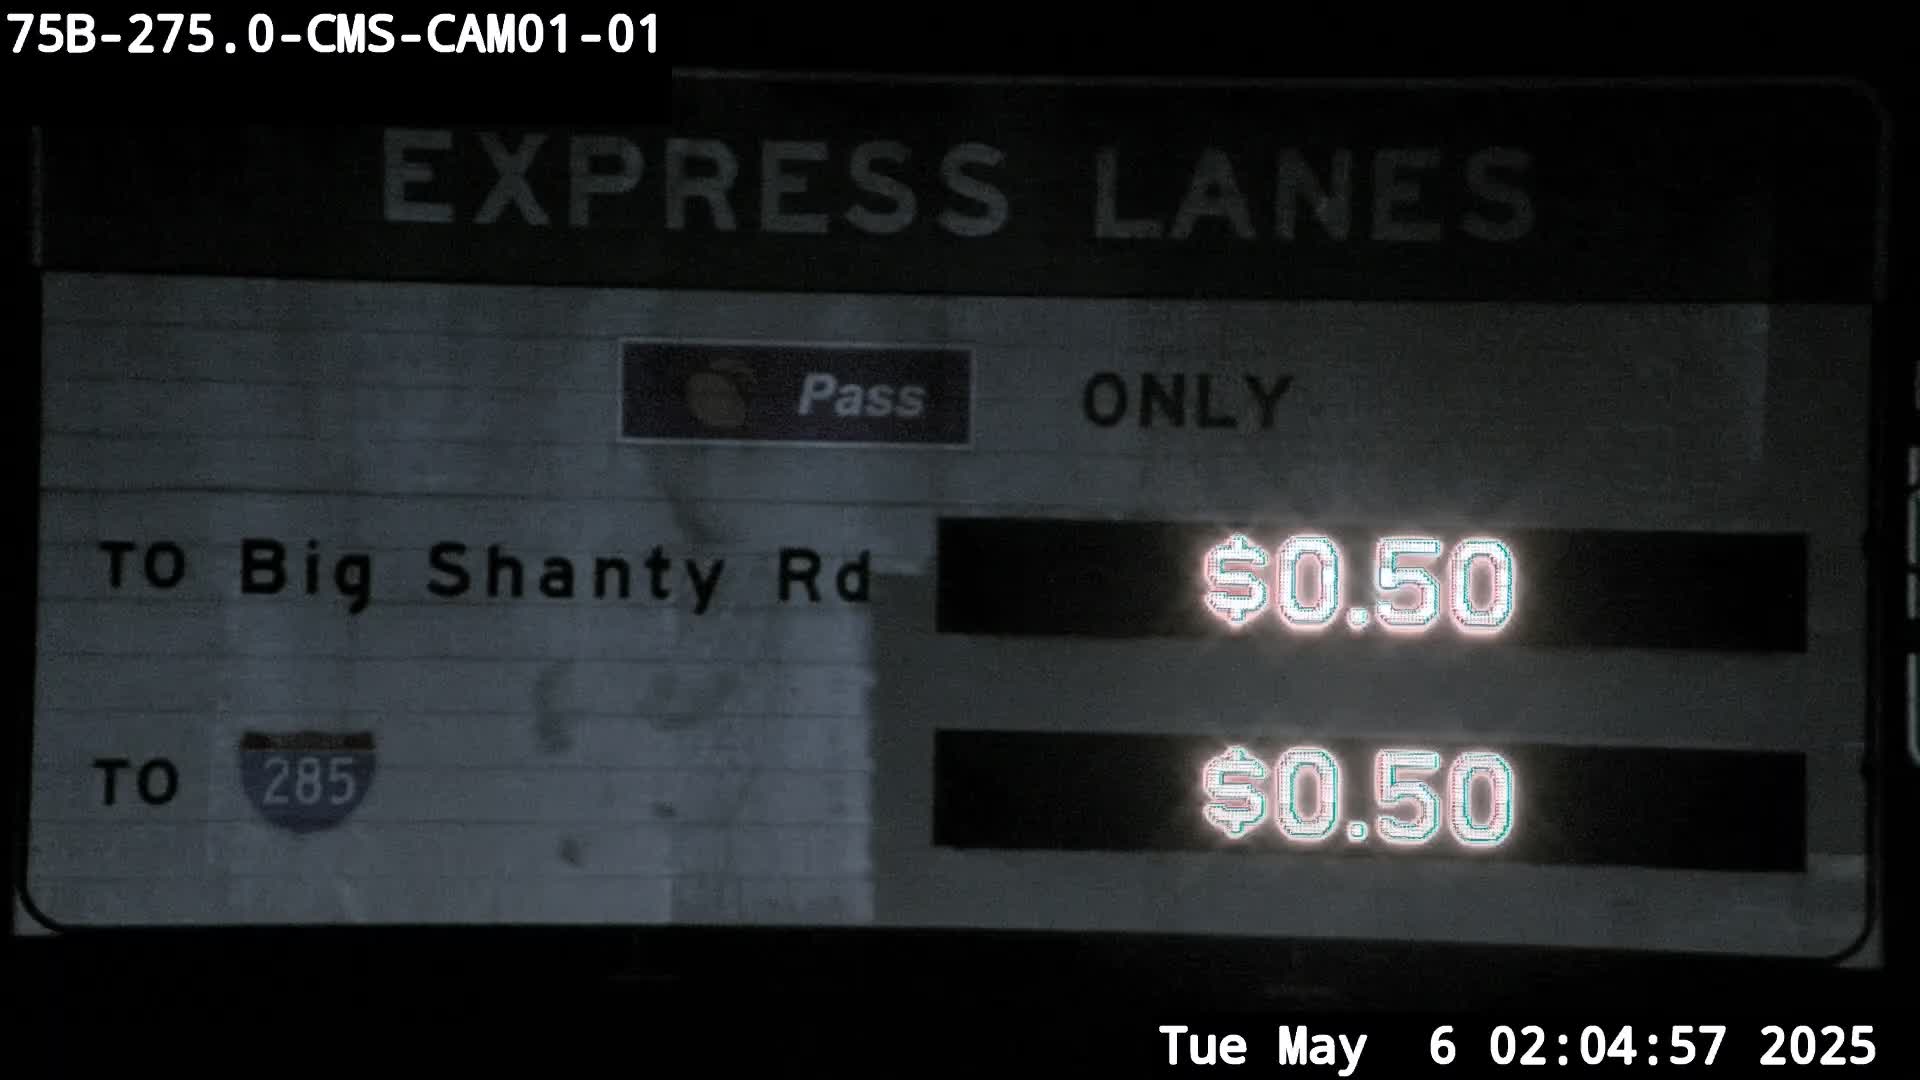 75B-275.0-CMS-CAM01-01
EXPRESS LANES
Pass ONLY
TO Big Shanty Rd $0.50
TO 285 $0.50
Tue May 6 02:04:57 2025